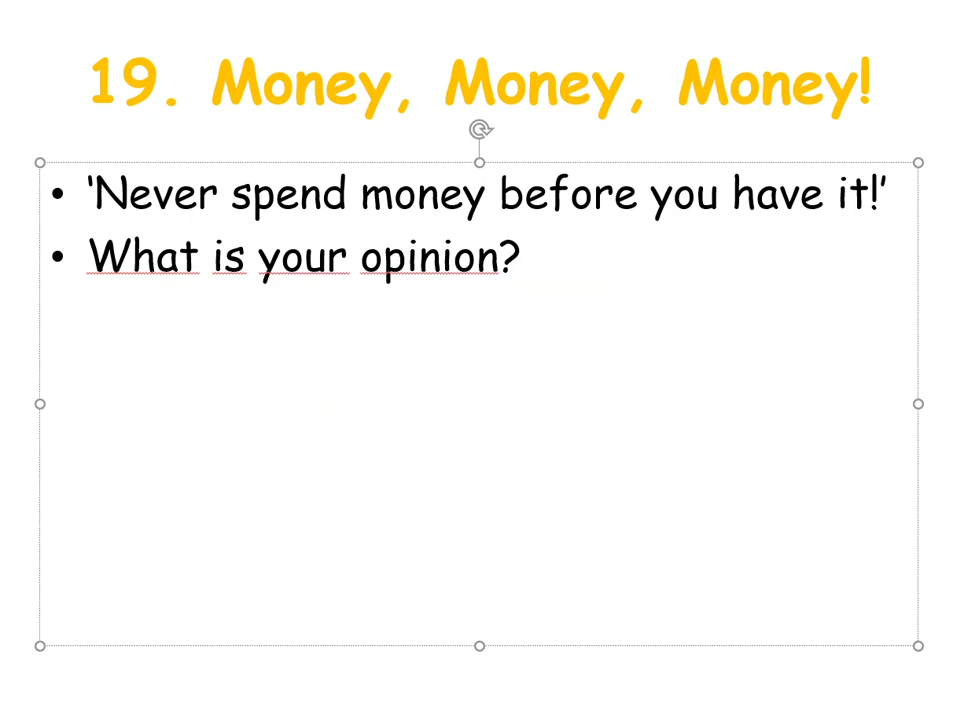 19. Money, Money, Money!
• ‘Never spend money before you have it!’
• What is your opinion?